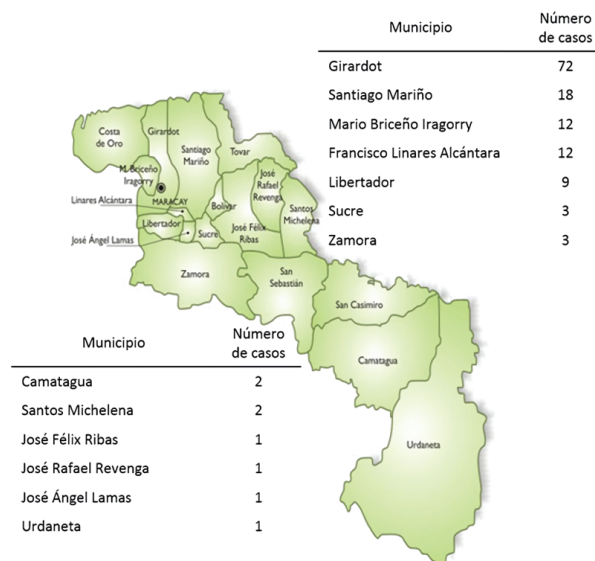 Municipio Número de casos
Girardot 72
Santiago Mariño 18
Mario Briceño Iragorry 12
Francisco Linares Alcántara 12
Libertador 9
Sucre 3
Zamora 3
Costa
de Oro
Girardot
Santiago
Mariño
Tovar
M. Briceño
Iragorry
José
Rafael
Revenga
Linares Alcántara
MARACAY
Bolívar
Santos
Michelena
Libertador
José Ángel Lamas
Sucre
José Félix
Ribas
Zamora
San
Sebastián
San Casimiro
Camatagua
Urdaneta
Municipio Número de casos
Camatagua 2
Santos Michelena 2
José Félix Ribas 1
José Rafael Revenga 1
José Ángel Lamas 1
Urdaneta 1